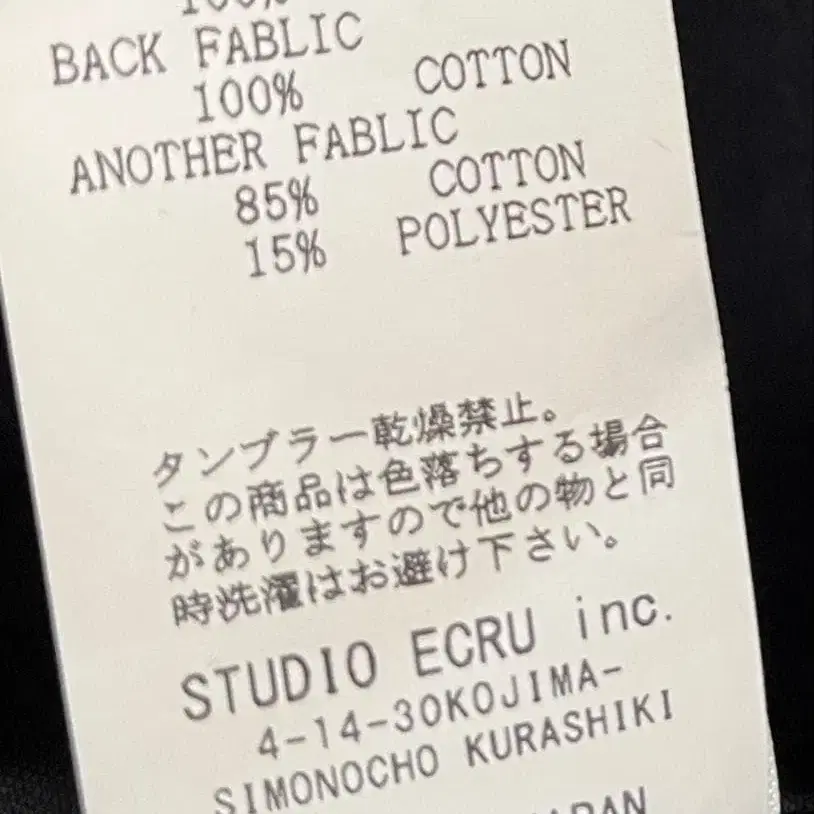 100%
BACK FABLIC
100% COTTON
ANOTHER FABLIC
85% COTTON
15% POLYESTER
タンブラー乾燥禁止。
この商品は色落ちする場合
がありますので他の物と同
時洗濯はお避け下さい。
STUDIO ECRU inc.
4-14-30KOJIMA-
SIMONOCHO KURASHIKI
JAPAN